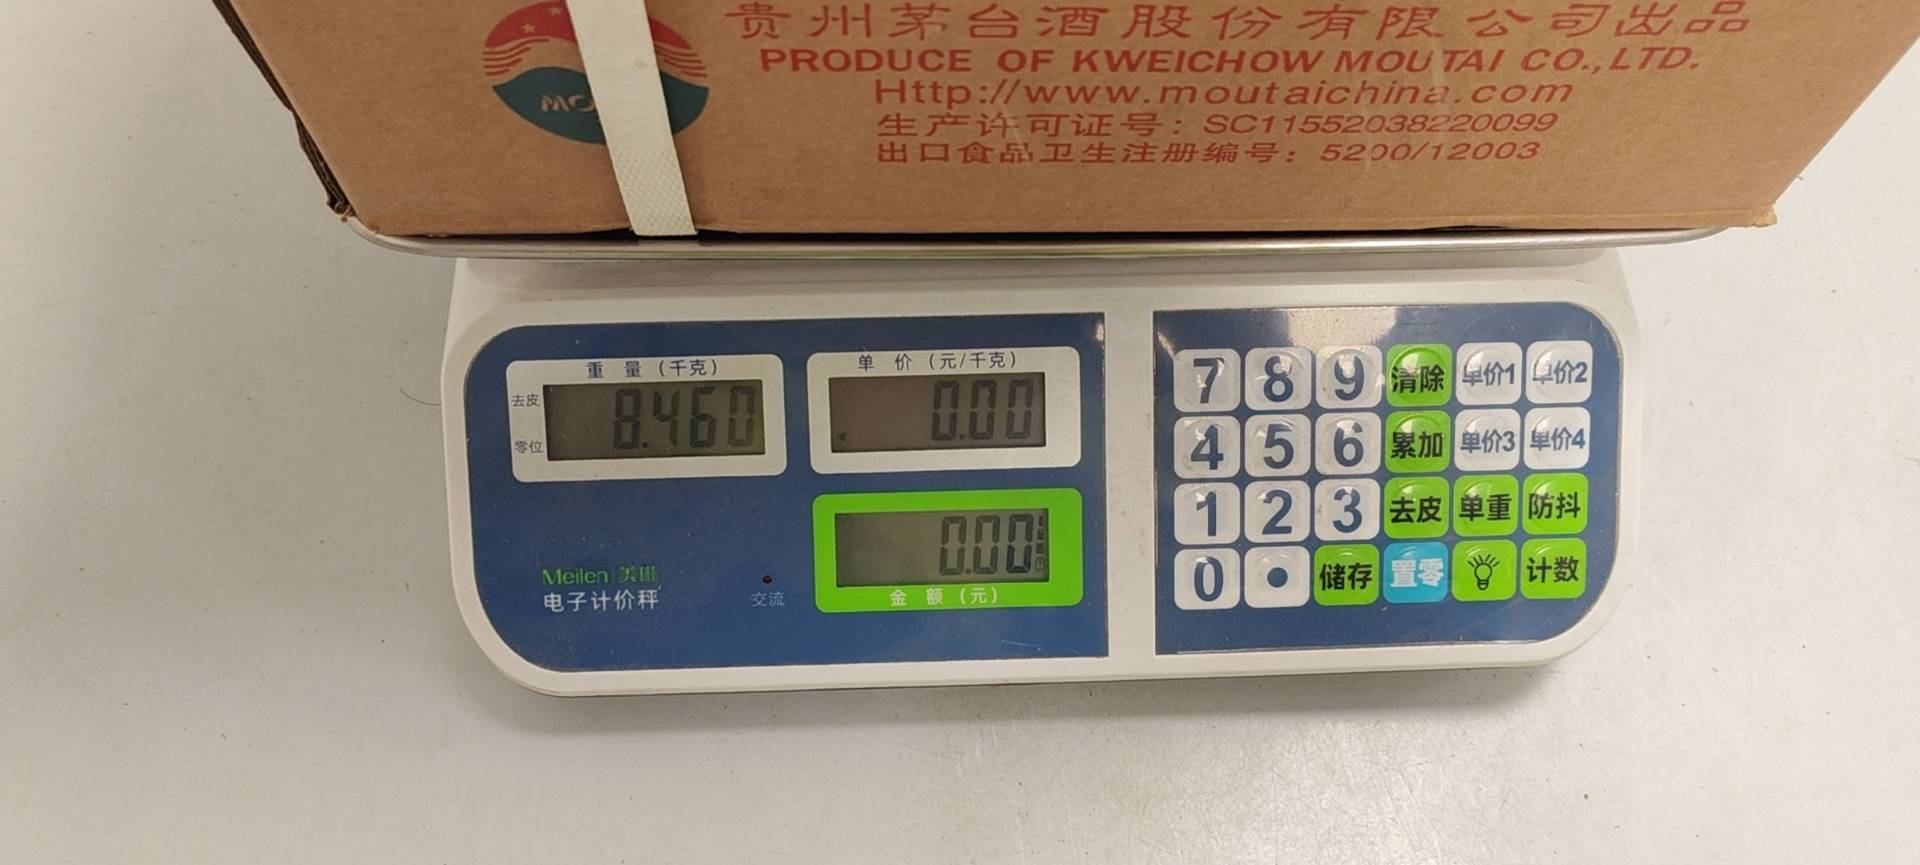 贵州茅台酒股份有限公司出品
PRODUCE OF KWEICHOW MOUTAI CO.,LTD.
Http://www.moutaichina.com
生产许可证号：SC11552038220099
出口食品卫生注册编号：5200/12003
重 量 (千克)
去皮
零位
8.460
单 价 (元/千克)
0.00
0.00
金 额 (元)
Meilen 美琳
电子计价秤
交流
7 8 9 清除 单价1 单价2
4 5 6 累加 单价3 单价4
1 2 3 去皮 单重 防抖
0 • 储存 置零 计数